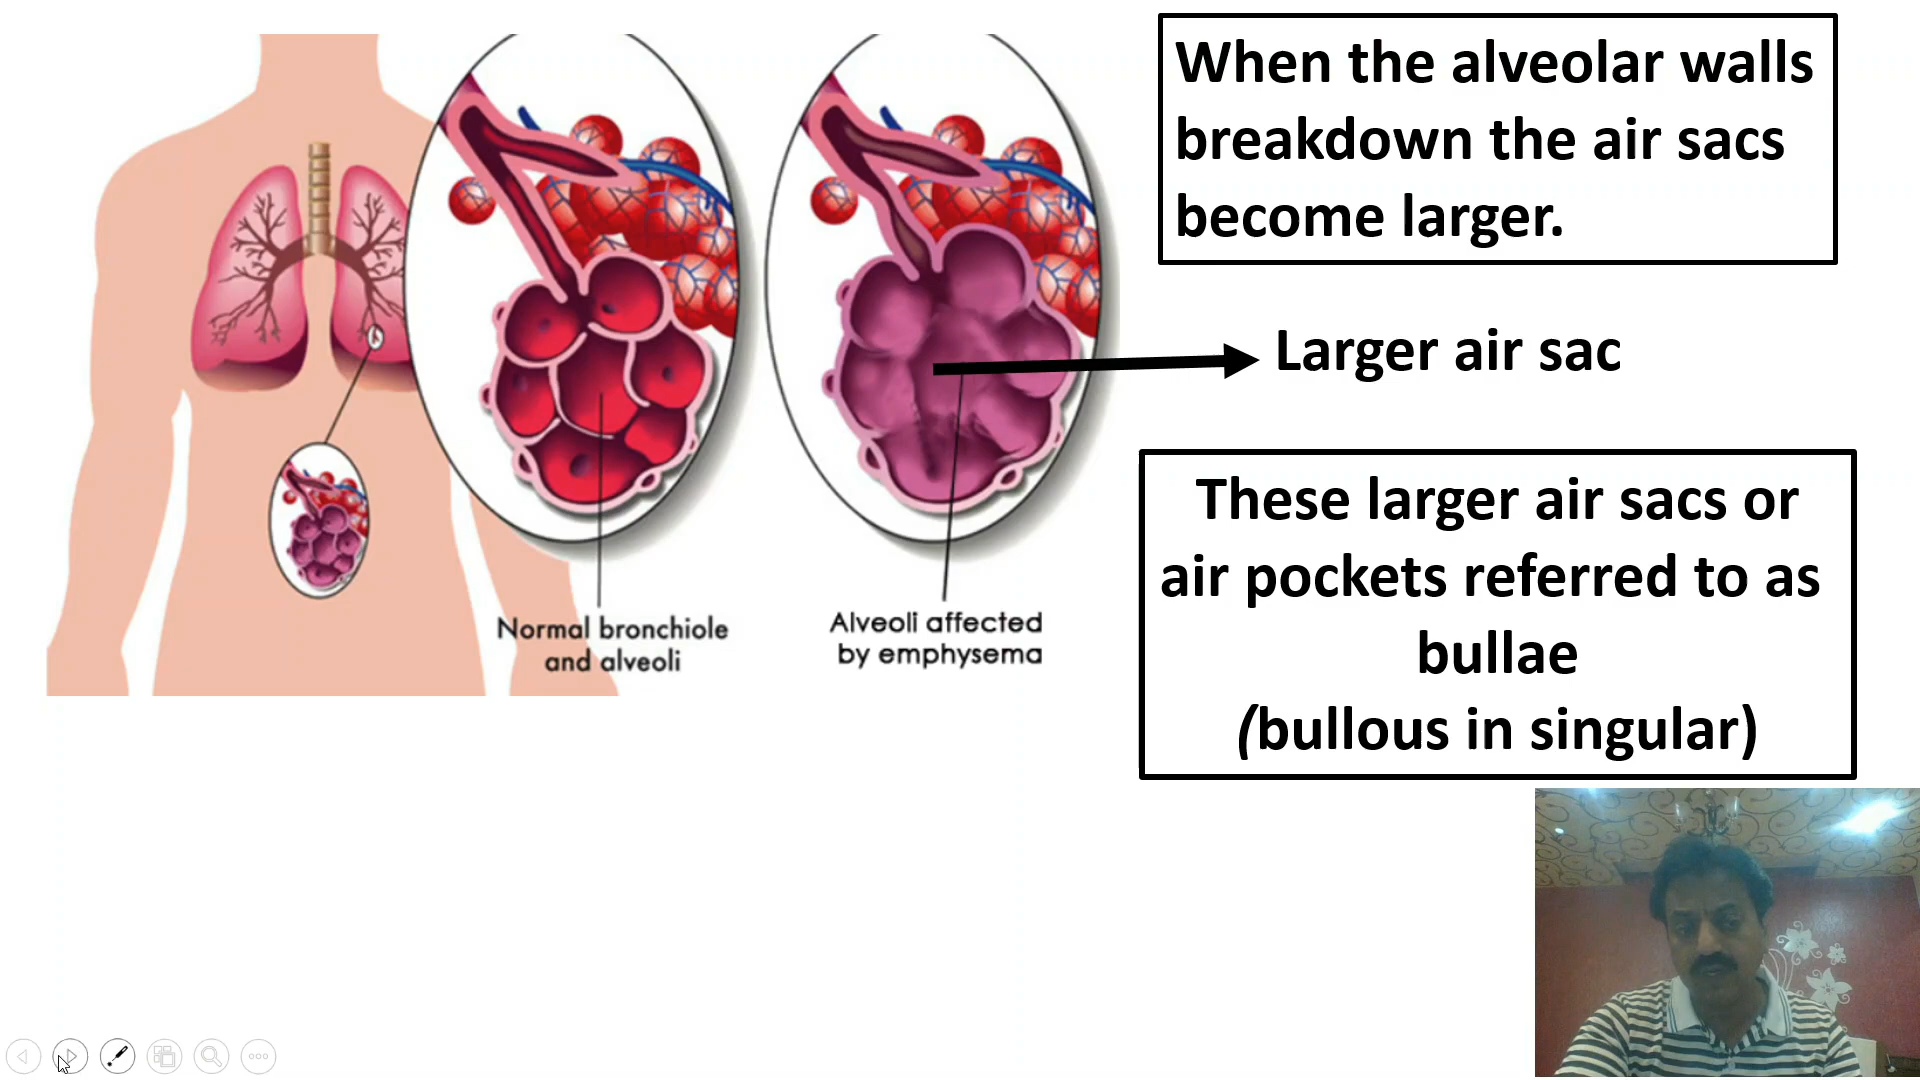 When the alveolar walls
breakdown the air sacs
become larger.
Larger air sac
These larger air sacs or
air pockets referred to as
bullae
(bullous in singular)
Normal bronchiole
and alveoli
Alveoli affected
by emphysema